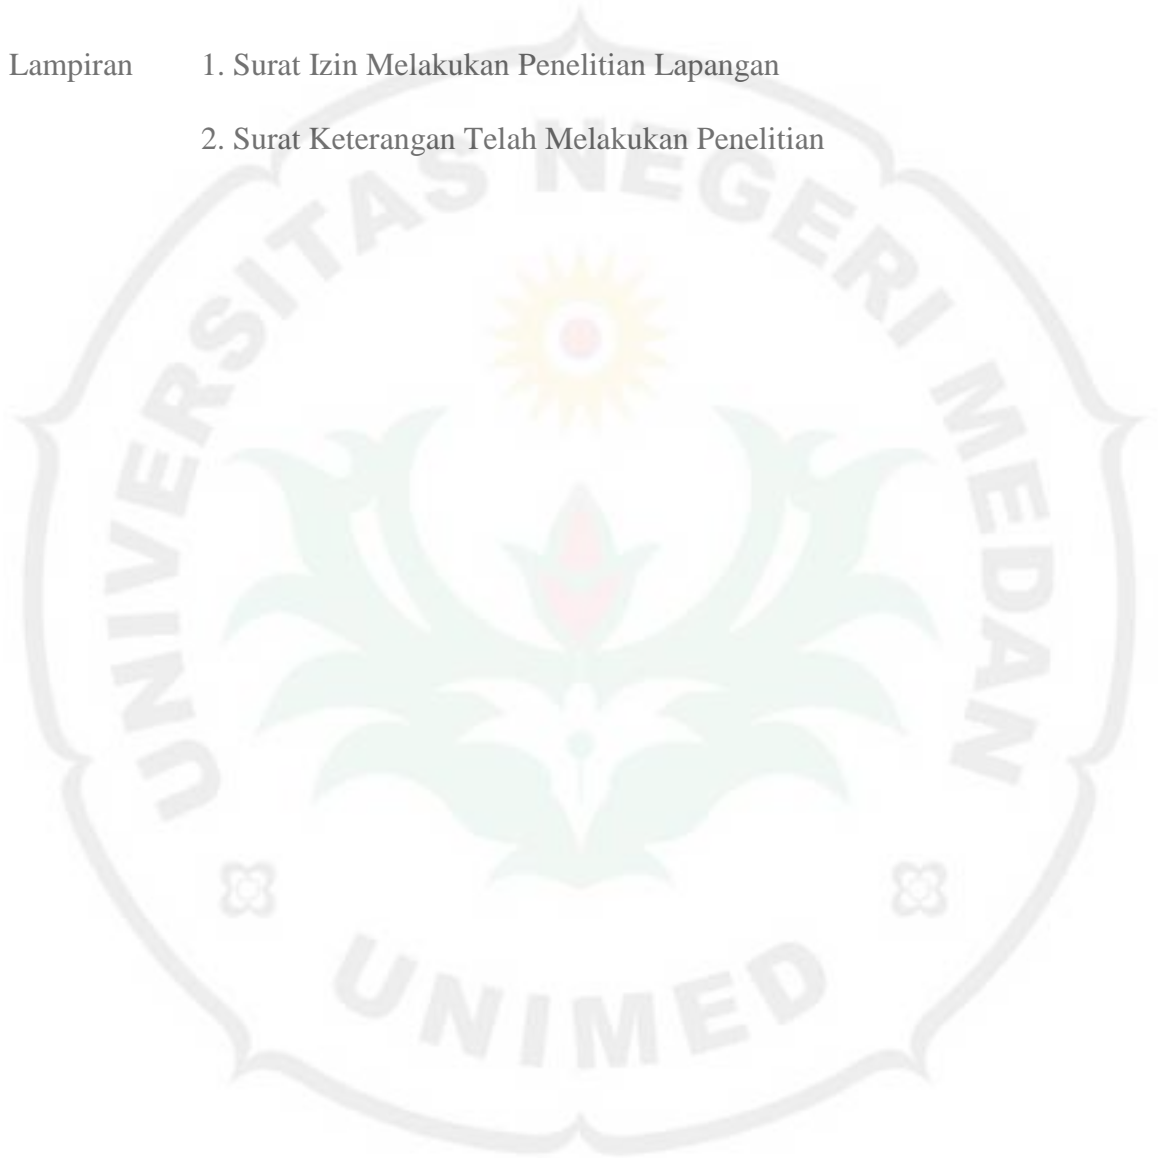 Lampiran 1. Surat Izin Melakukan Penelitian Lapangan
2. Surat Keterangan Telah Melakukan Penelitian
UNIVERSITAS NEGERI MEDAN
UNIMED